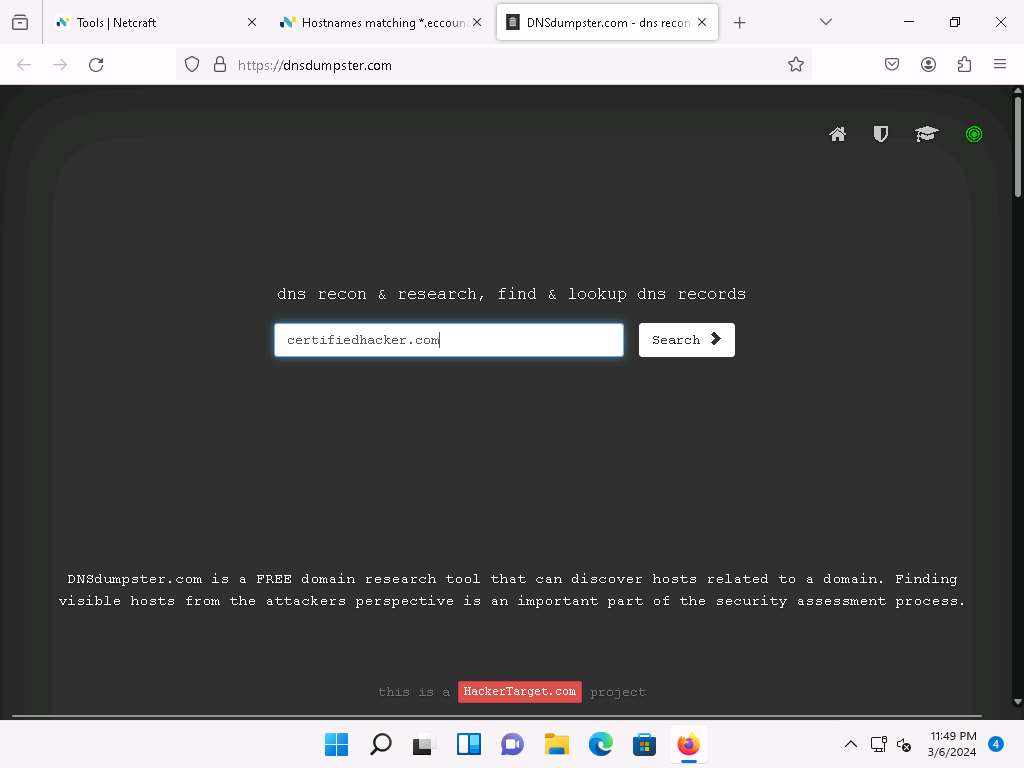 Tools | Netcraft
Hostnames matching *.eccoun
DNSdumpster.com - dns recon
https://dnsdumpster.com
dns recon & research, find & lookup dns records
certifiedhacker.com
Search
DNSdumpster.com is a FREE domain research tool that can discover hosts related to a domain. Finding
visible hosts from the attackers perspective is an important part of the security assessment process.
this is a HackerTarget.com project
11:49 PM
3/6/2024
4